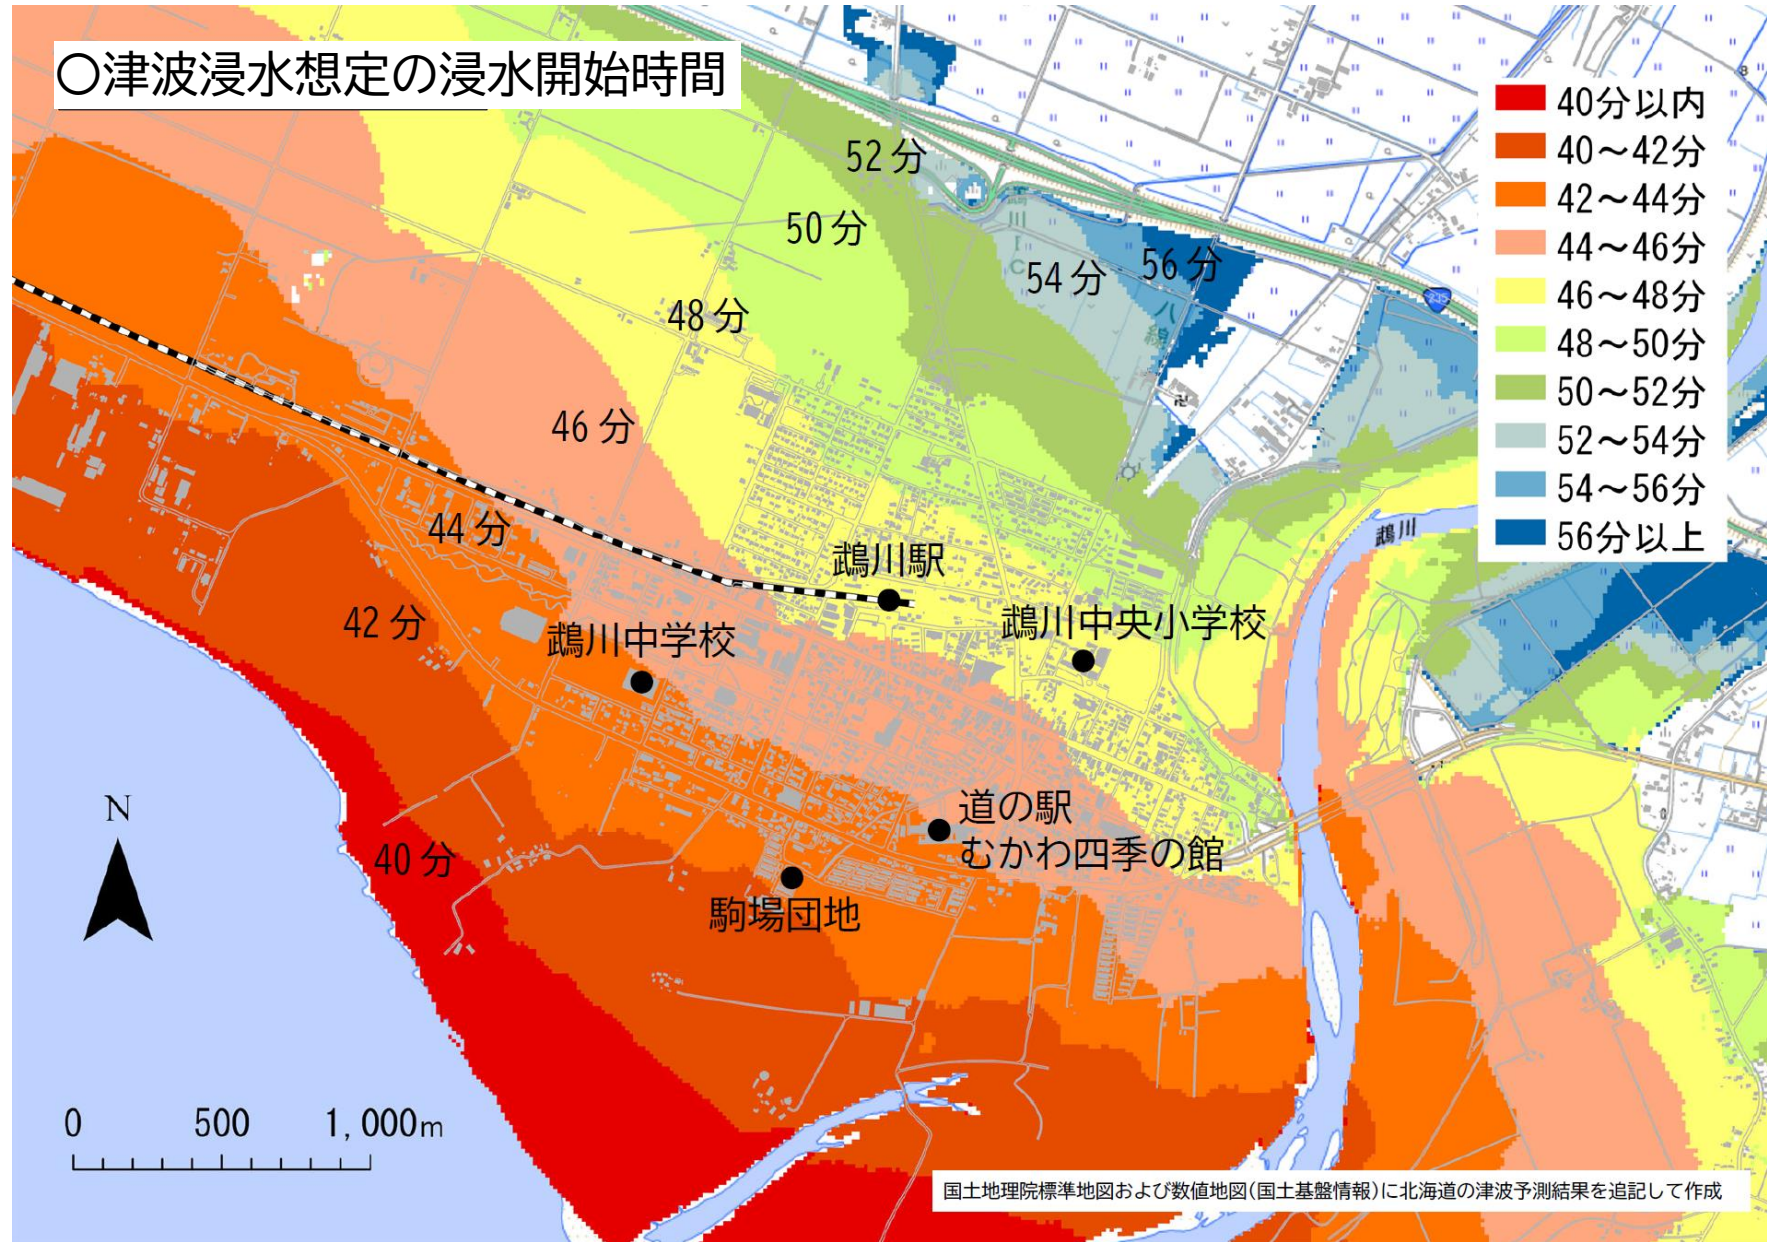 〇津波浸水想定の浸水開始時間
40分以内
40～42分
42～44分
44～46分
46～48分
48～50分
50～52分
52～54分
54～56分
56分以上
52分
50分
鵡川IC
54分
56分
八線
235
48分
46分
44分
42分
40分
鵡川
鵡川駅
鵡川中央小学校
鵡川中学校
道の駅
むかわ四季の館
駒場団地
N
0 500 1,000m
国土地理院標準地図および数値地図(国土基盤情報)に北海道の津波予測結果を追記して作成